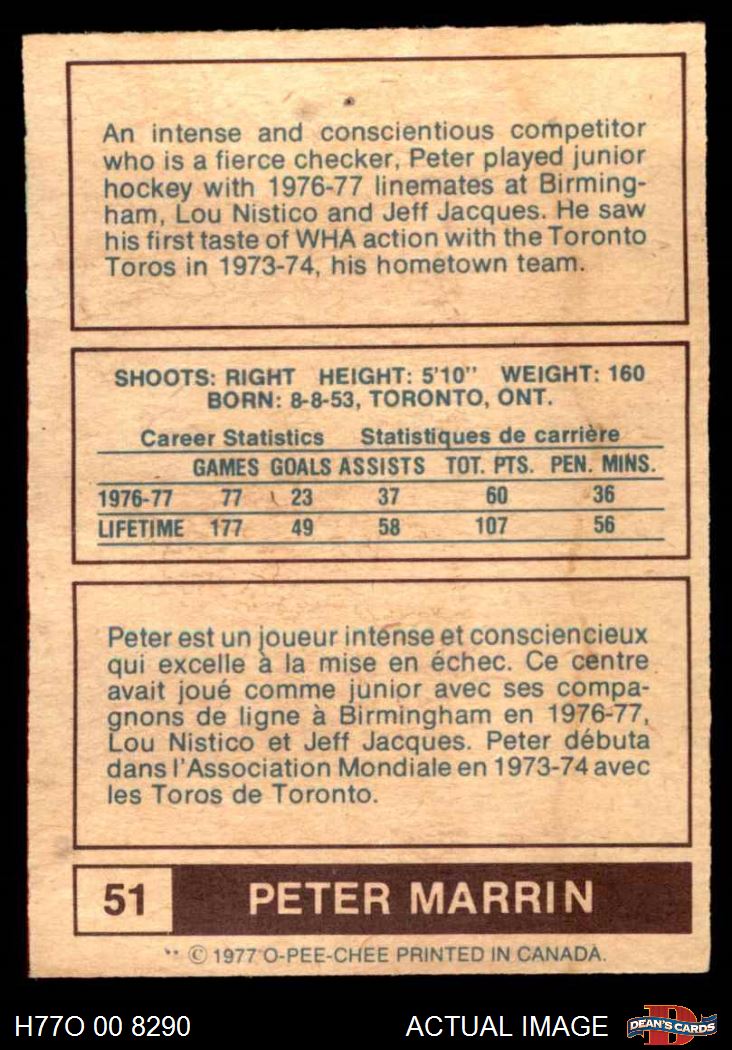 An intense and conscientious competitor
who is a fierce checker, Peter played junior
hockey with 1976-77 linemates at Birming-
ham, Lou Nistico and Jeff Jacques. He saw
his first taste of WHA action with the Toronto
Toros in 1973-74, his hometown team.
SHOOTS: RIGHT HEIGHT: 5'10" WEIGHT: 160
BORN: 8-8-53, TORONTO, ONT.
Career Statistics Statistiques de carrière
GAMES GOALS ASSISTS TOT. PTS. PEN. MINS.
1976-77 77 23 37 60 36
LIFETIME 177 49 58 107 56
Peter est un joueur intense et consciencieux
qui excelle à la mise en échec. Ce centre
avait joué comme junior avec ses compa-
gnons de ligne à Birmingham en 1976-77,
Lou Nistico et Jeff Jacques. Peter débuta
dans l'Association Mondiale en 1973-74 avec
les Toros de Toronto.
51 PETER MARRIN
© 1977 O-PEE-CHEE PRINTED IN CANADA.
H77O 00 8290 ACTUAL IMAGE DEAN'S CARDS